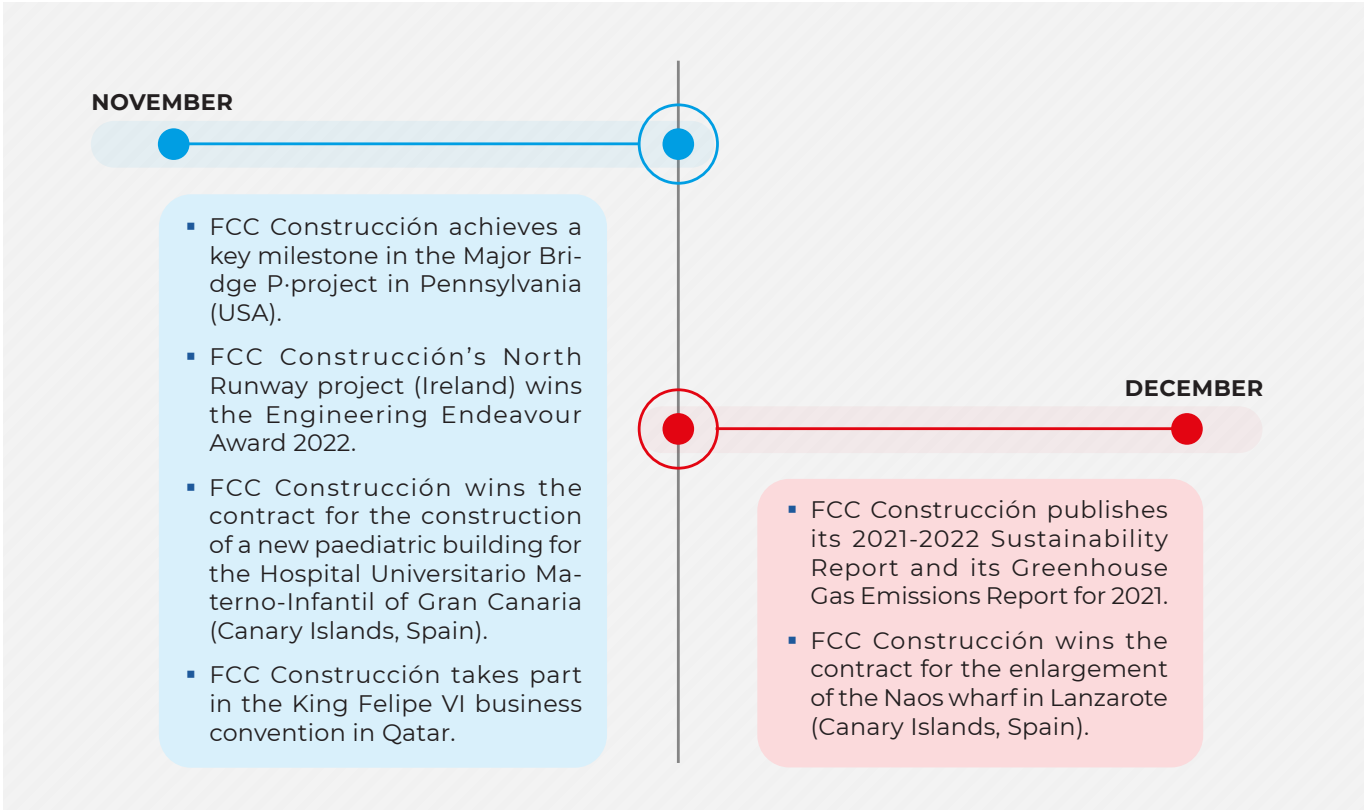 NOVEMBER
▪ FCC Construcción achieves a
key milestone in the Major Bri-
dge P·project in Pennsylvania
(USA).
▪ FCC Construcción’s North
Runway project (Ireland) wins
the Engineering Endeavour
Award 2022.
▪ FCC Construcción wins the
contract for the construction
of a new paediatric building for
the Hospital Universitario Ma-
terno-Infantil of Gran Canaria
(Canary Islands, Spain).
▪ FCC Construcción takes part
in the King Felipe VI business
convention in Qatar.
DECEMBER
▪ FCC Construcción publishes
its 2021-2022 Sustainability
Report and its Greenhouse
Gas Emissions Report for 2021.
▪ FCC Construcción wins the
contract for the enlargement
of the Naos wharf in Lanzarote
(Canary Islands, Spain).